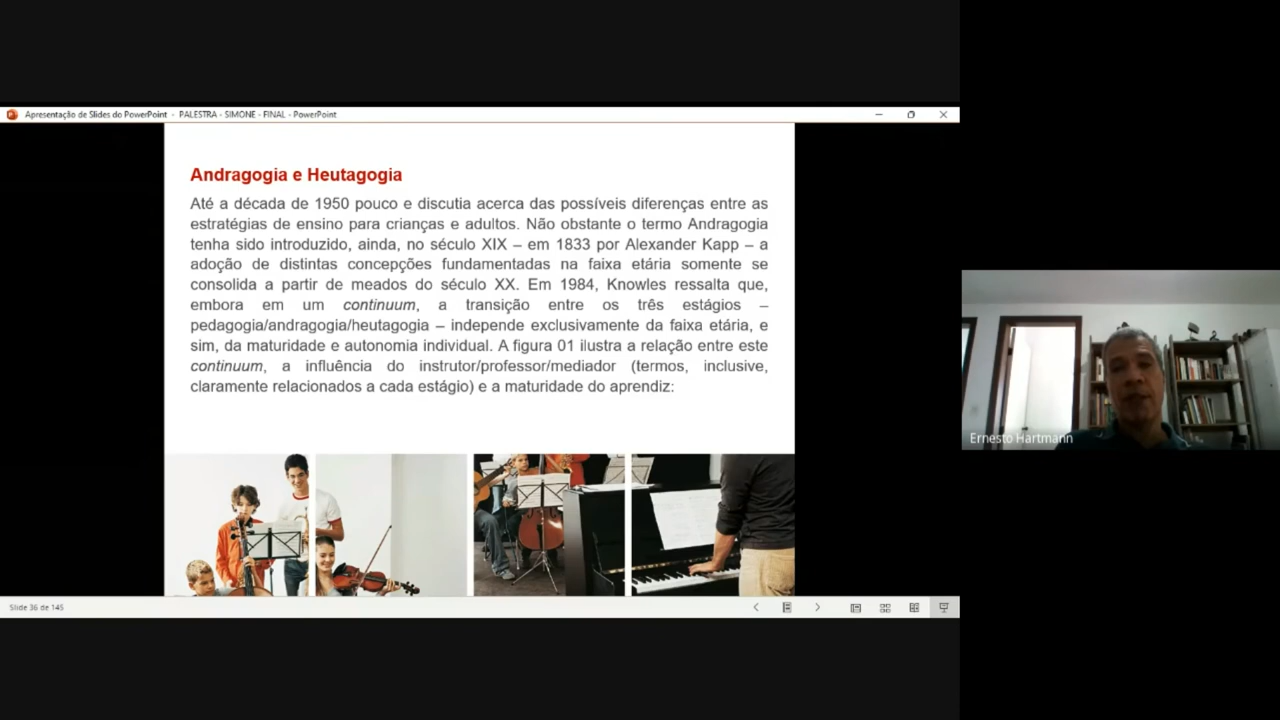 Apresentação de Slides do PowerPoint - PALESTRA - SIMONE - FINAL - PowerPoint
Andragogia e Heutagogia
Até a década de 1950 pouco e discutia acerca das possíveis diferenças entre as
estratégias de ensino para crianças e adultos. Não obstante o termo Andragogia
tenha sido introduzido, ainda, no século XIX – em 1833 por Alexander Kapp – a
adoção de distintas concepções fundamentadas na faixa etária somente se
consolida a partir de meados do século XX. Em 1984, Knowles ressalta que,
embora em um continuum, a transição entre os três estágios –
pedagogia/andragogia/heutagogia – independe exclusivamente da faixa etária, e
sim, da maturidade e autonomia individual. A figura 01 ilustra a relação entre este
continuum, a influência do instrutor/professor/mediador (termos, inclusive,
claramente relacionados a cada estágio) e a maturidade do aprendiz:
Ernesto Hartmann
Slide 36 de 145